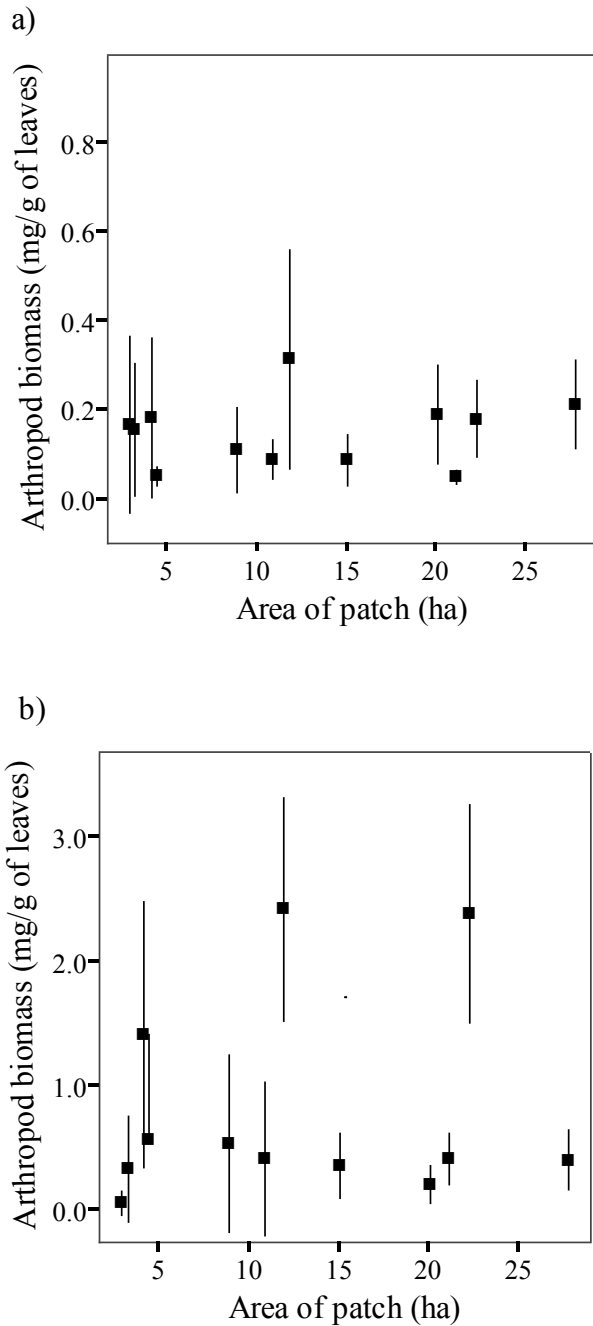 a)
Arthropod biomass (mg/g of leaves)
0.8
0.6
0.4
0.2
0.0
5 10 15 20 25
Area of patch (ha)
b)
Arthropod biomass (mg/g of leaves)
3.0
2.0
1.0
0.0
5 10 15 20 25
Area of patch (ha)